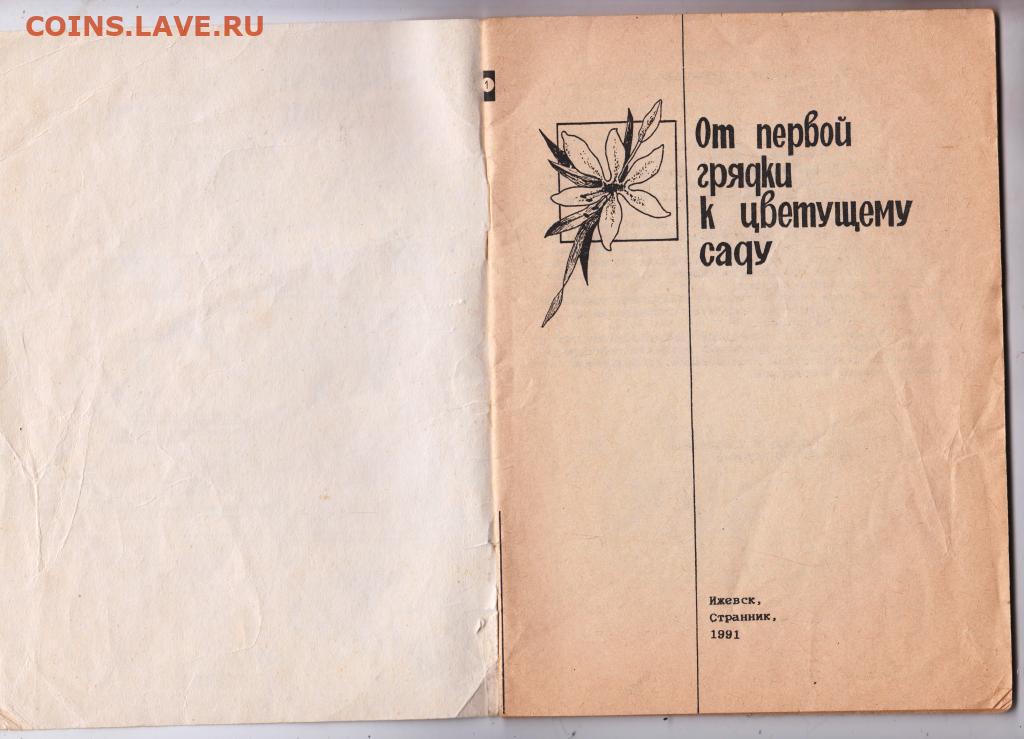 COINS.LAVE.RU
1
От первой
грядки
к цветущему
саду
Ижевск,
Странник,
1991